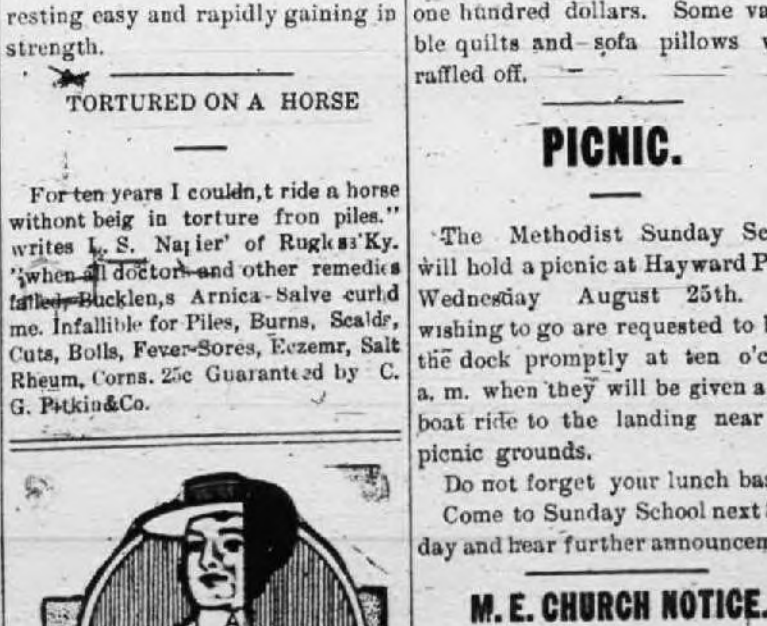 resting easy and rapidly gaining in
strength.
TORTURED ON A HORSE
For ten years I couldn,t ride a horse
withont beig in torture fron piles."
writes L. S. Napier' of Rugless'Ky.
"when all doctors and other remedies
failed, Bucklen,s Arnica Salve curhd
me. Infallible for Piles, Burns, Scalds,
Cuts, Bolls, Fever-Sores, Eczemr, Salt
Rheum, Corns. 25c Guaranteed by C.
G. Pitkin&Co.
one hundred dollars. Some va
ble quilts and sofa pillows
raffled off.
PICNIC.
The Methodist Sunday Sc
will hold a picnic at Hayward P
Wednesday August 25th.
wishing to go are requested to
the dock promptly at ten o'c
a. m. when they will be given a
boat ride to the landing near
picnic grounds.
Do not forget your lunch bas
Come to Sunday School next
day and hear further announcem
M. E. CHURCH NOTICE.